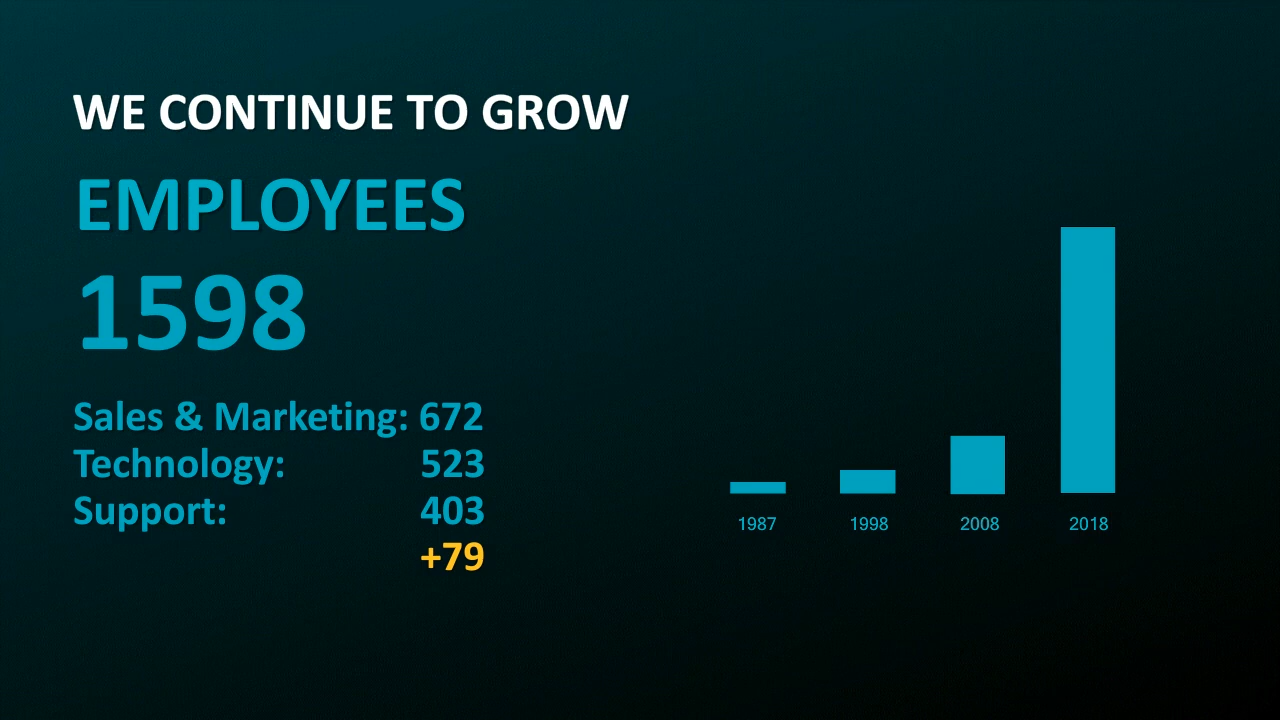 WE CONTINUE TO GROW
EMPLOYEES
1598
Sales & Marketing: 672
Technology: 523
Support: 403
+79
1987 1998 2008 2018